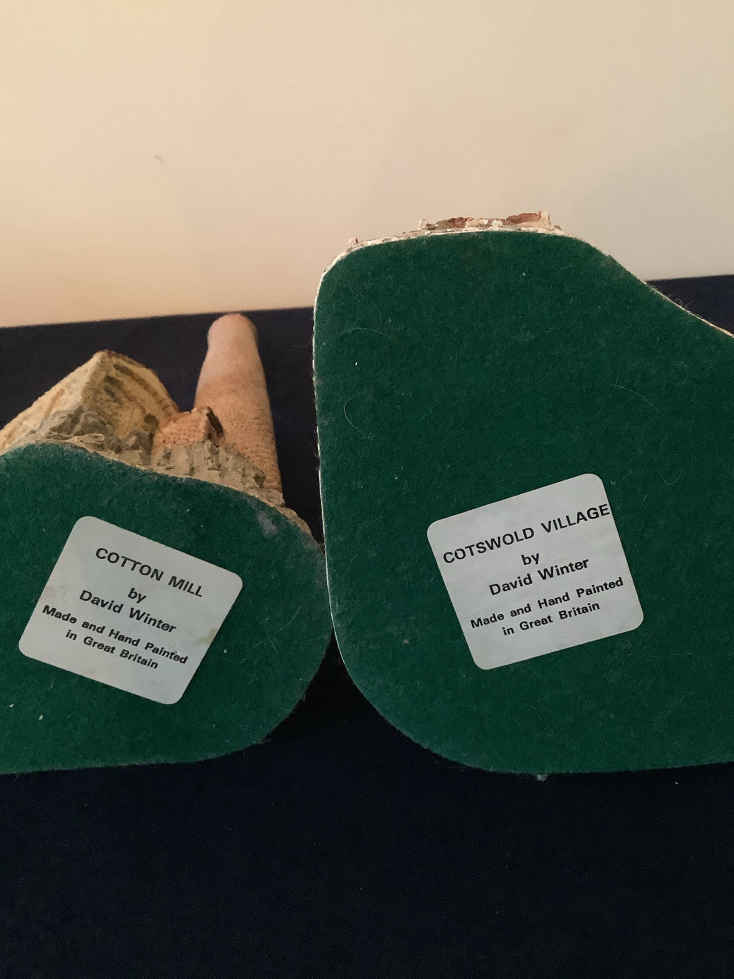 COTTON MILL
by
David Winter
Made and Hand Painted
in Great Britain
COTSWOLD VILLAGE
by
David Winter
Made and Hand Painted
in Great Britain